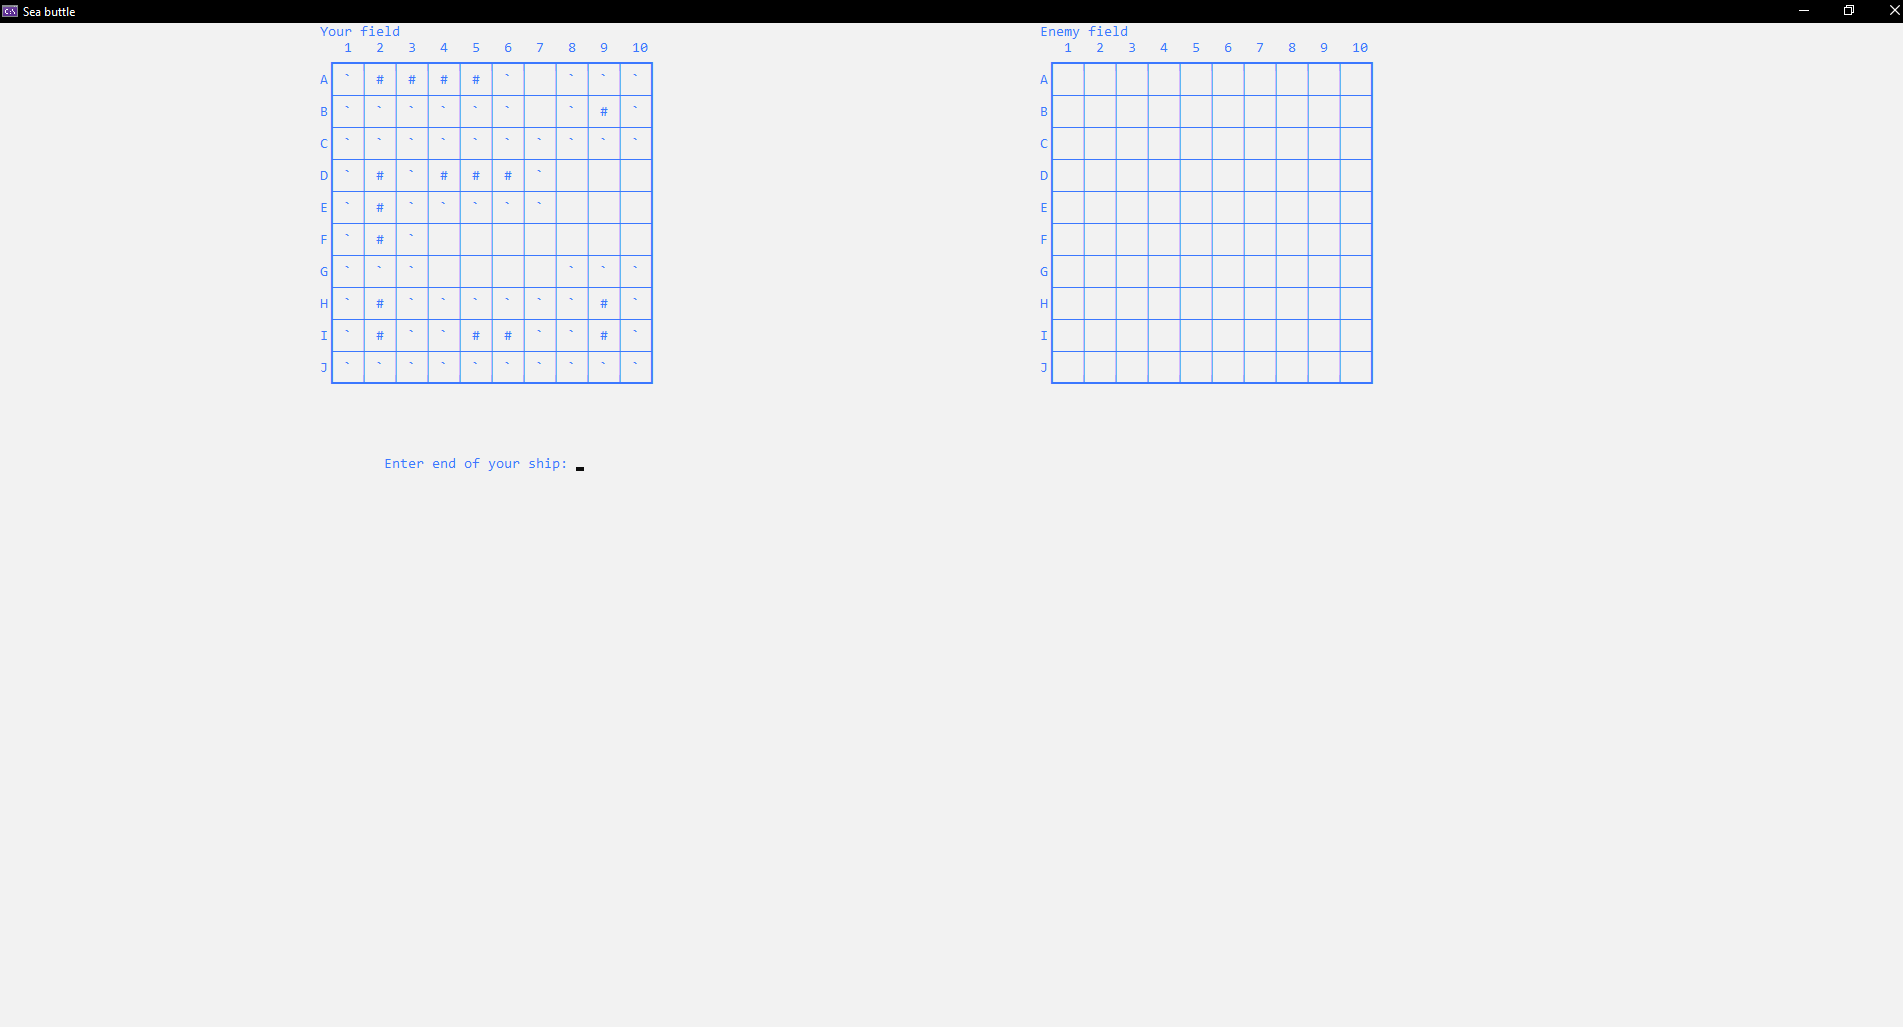 Sea buttle
Your field
1 2 3 4 5 6 7 8 9 10
A ` # # # # ` ` ` `
B ` ` ` ` ` ` ` # `
C ` ` ` ` ` ` ` ` ` `
D ` # ` # # # `
E ` # ` ` ` ` `
F ` # `
G ` ` ` ` ` `
H ` # ` ` ` ` ` ` # `
I ` # ` ` # # ` ` # `
J ` ` ` ` ` ` ` ` ` `
Enemy field
1 2 3 4 5 6 7 8 9 10
A
B
C
D
E
F
G
H
I
J
Enter end of your ship: